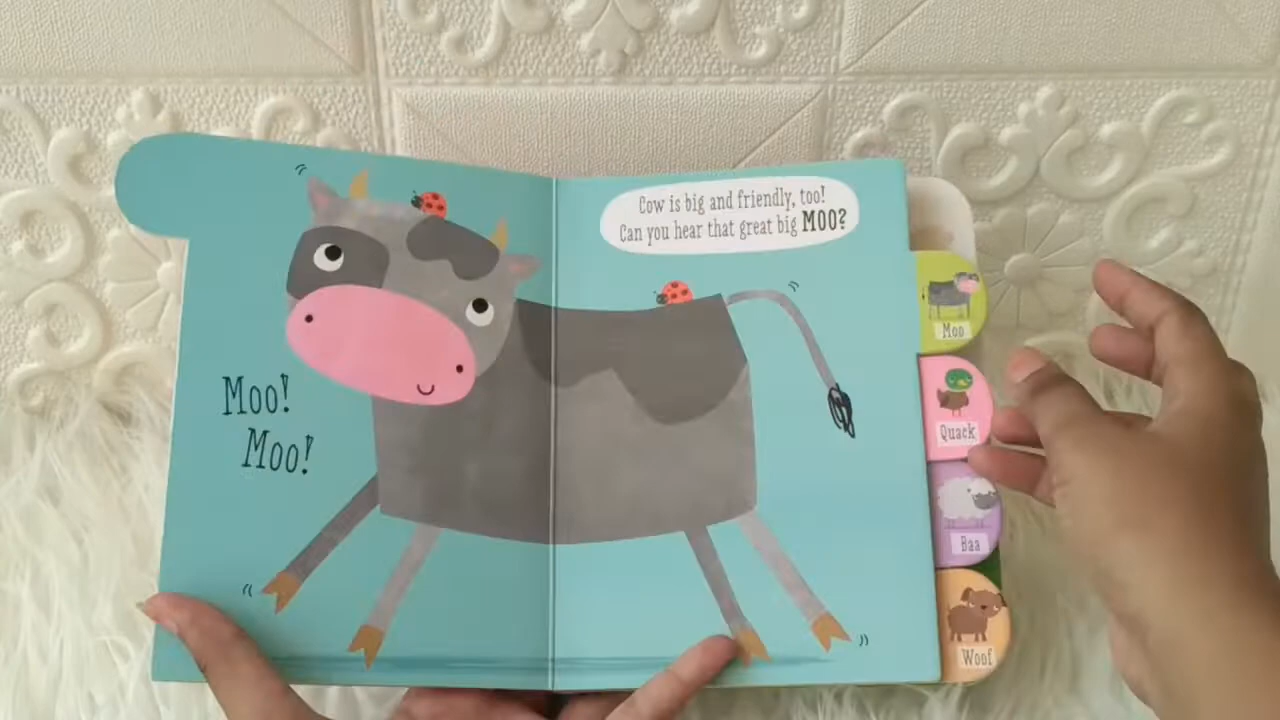 Moo!
Moo!
Cow is big and friendly, too!
Can you hear that great big MOO?
Moo
Quack
Baa
Woof